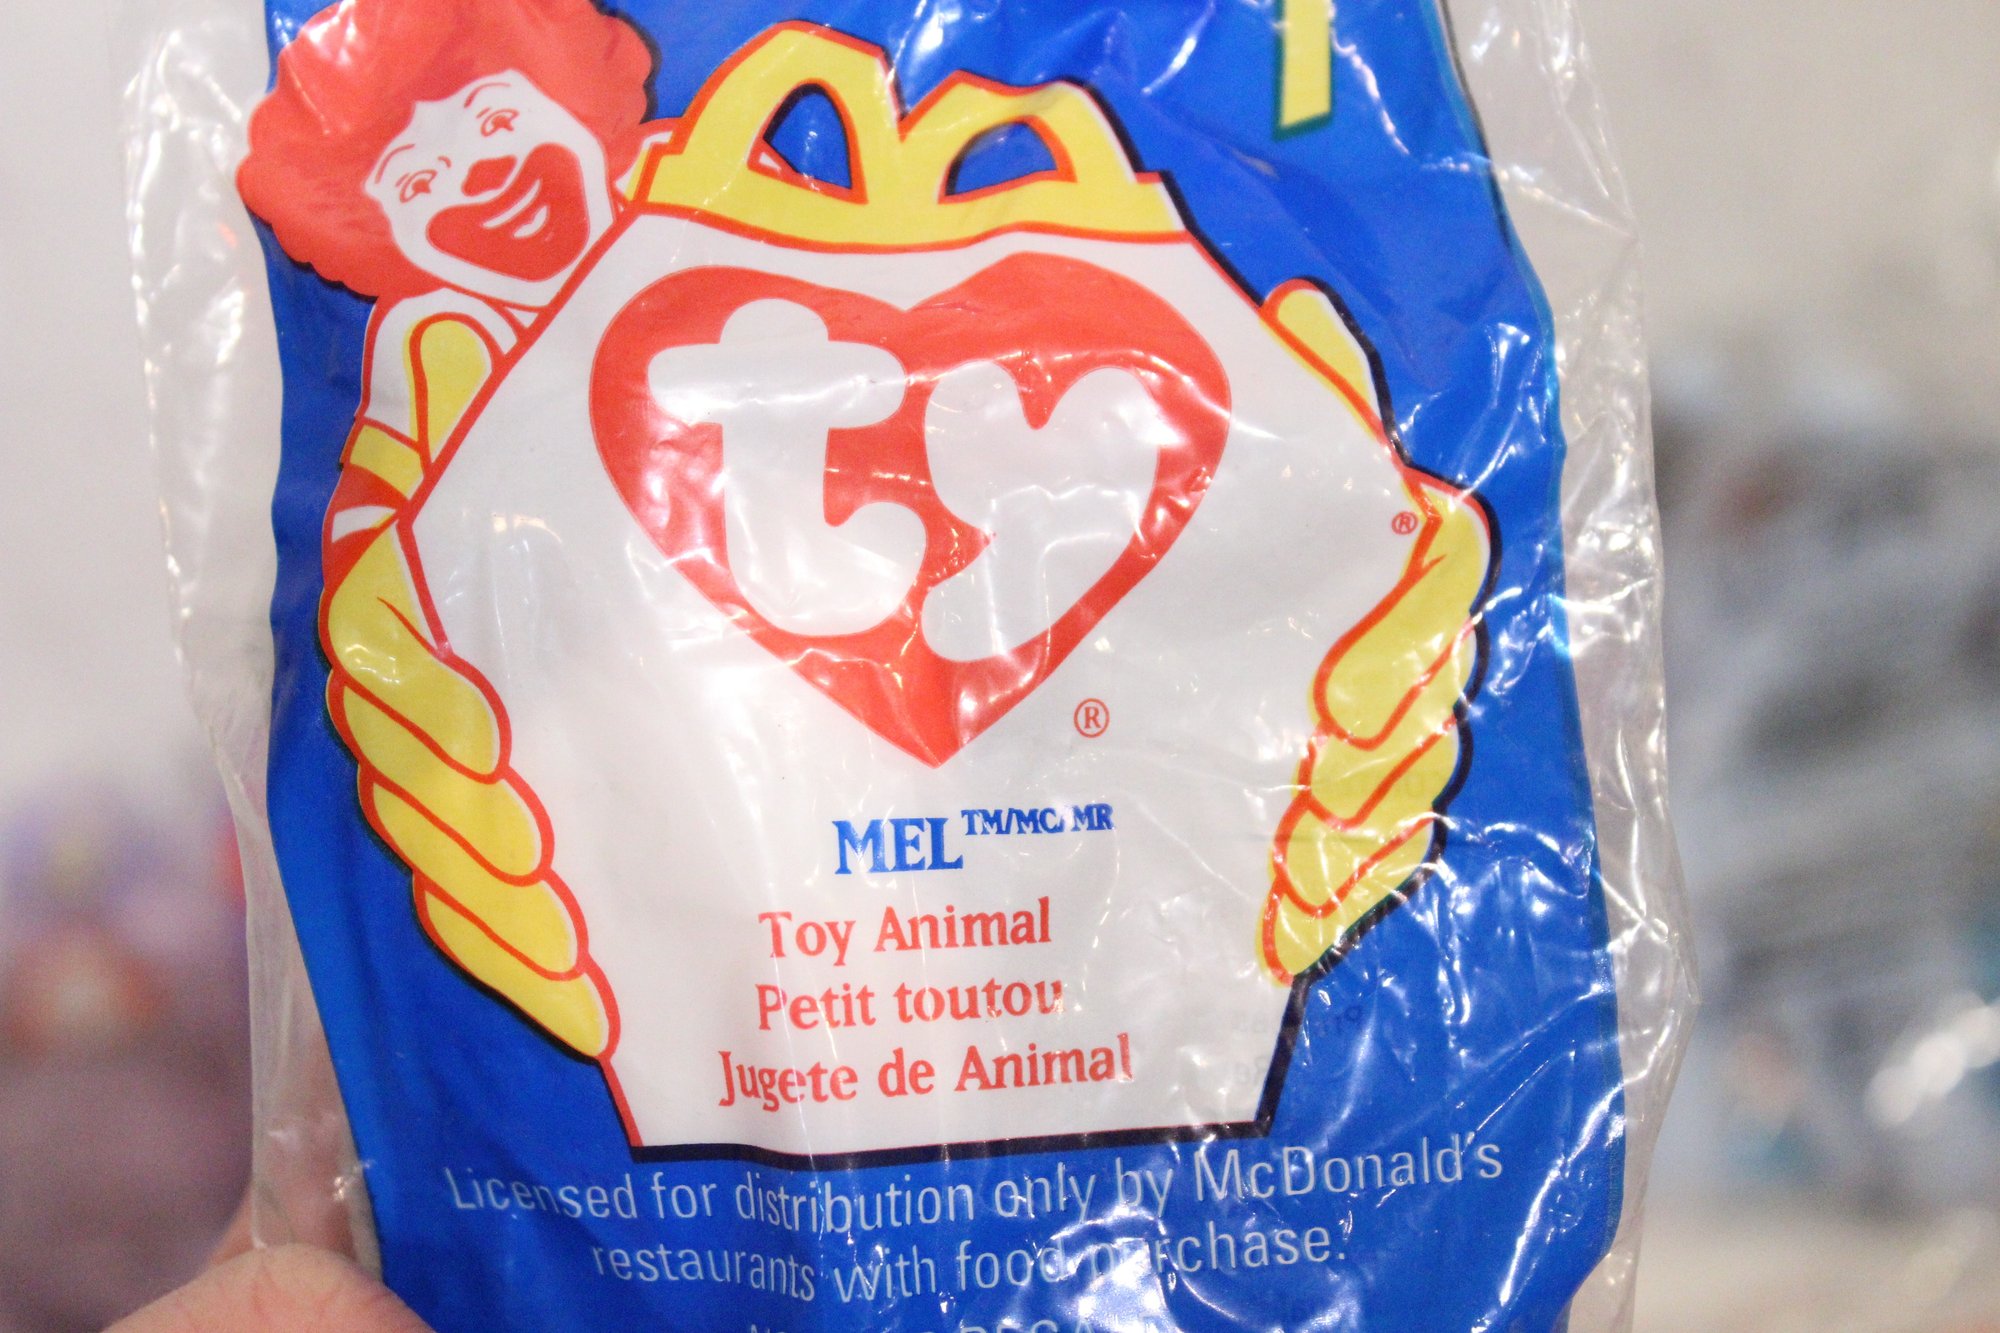 ty
®
®
MEL TM/MC/MR
Toy Animal
Petit toutou
Jugete de Animal
Licensed for distribution only by McDonald's
restaurants with food purchase.